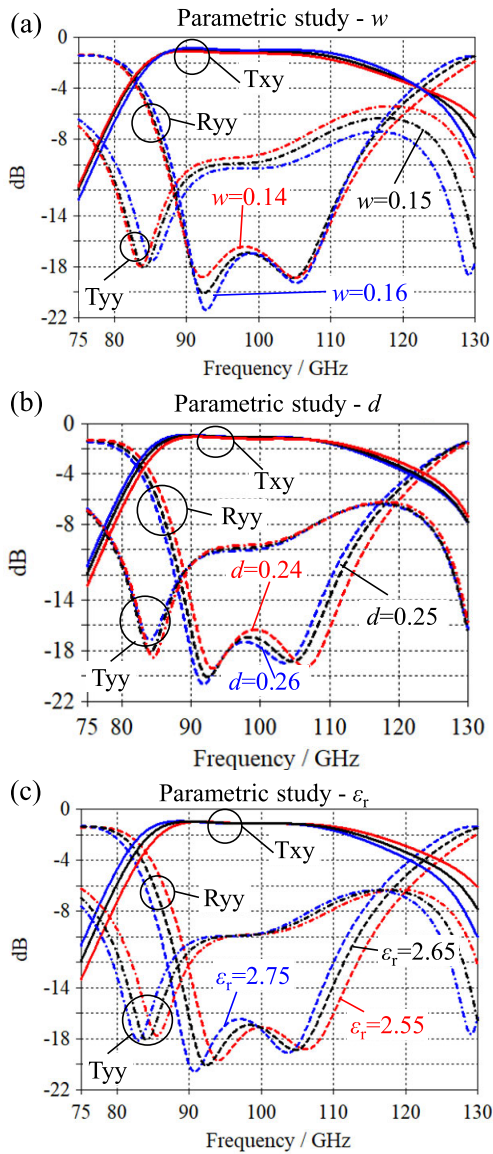 (a)
Parametric study - w
0
-2
-6
-10
-14
-18
-22
dB
Txy
Ryy
w=0.14
w=0.15
w=0.16
Tyy
75 80 90 100 110 120 130
Frequency / GHz
(b)
Parametric study - d
0
-4
-8
-14
-18
-22
dB
Txy
Ryy
d=0.24
d=0.25
d=0.26
Tyy
75 80 90 100 110 120 130
Frequency / GHz
(c)
Parametric study - εr
0
-4
-8
-14
-18
-22
dB
Txy
Ryy
εr=2.65
εr=2.75
εr=2.55
Tyy
75 80 90 100 110 120 130
Frequency / GHz